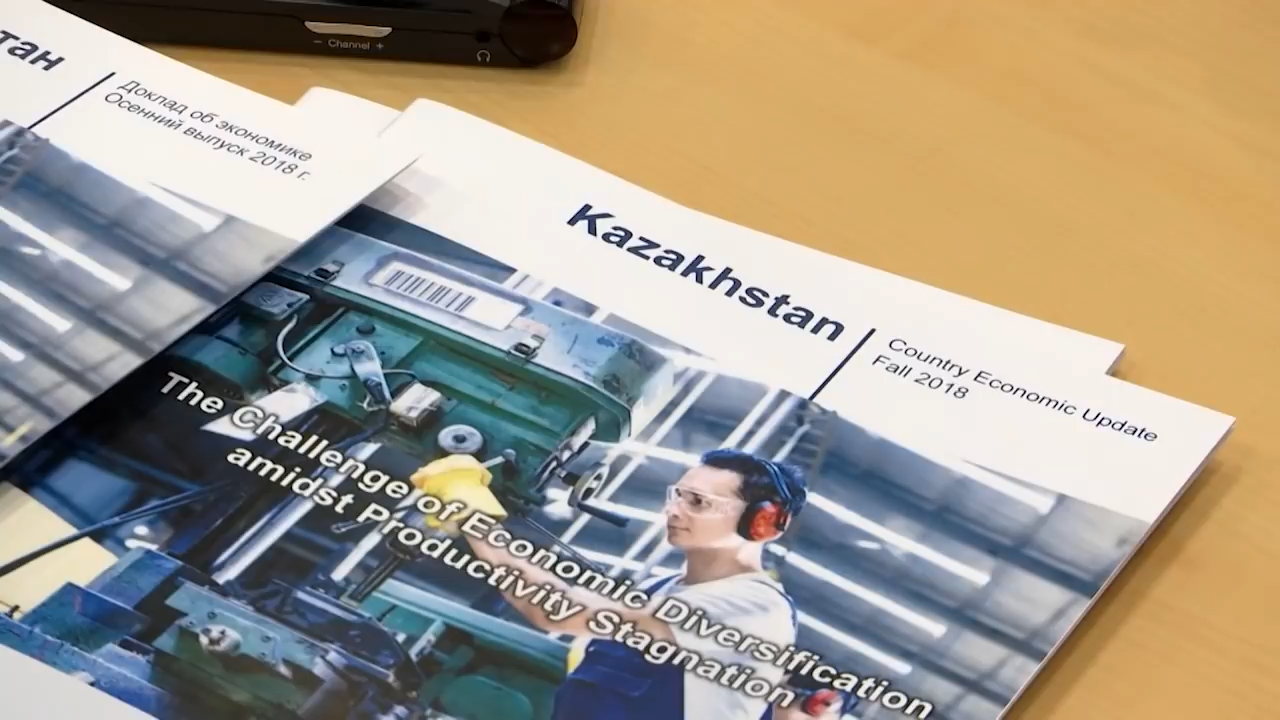 − Channel +
тан
Доклад об экономике
Осенний выпуск 2018 г.
Kazakhstan
Country Economic Update
Fall 2018
The Challenge of Economic Diversification
amidst Productivity Stagnation